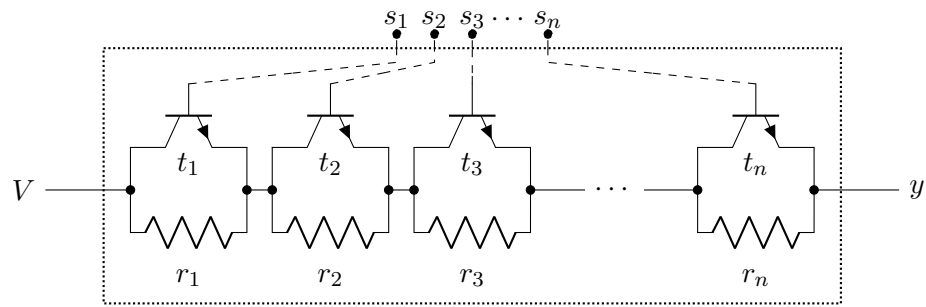 s₁ s₂ s₃ ⋯ sₙ
t₁ t₂ t₃ tₙ
V ⋯ y
r₁ r₂ r₃ rₙ